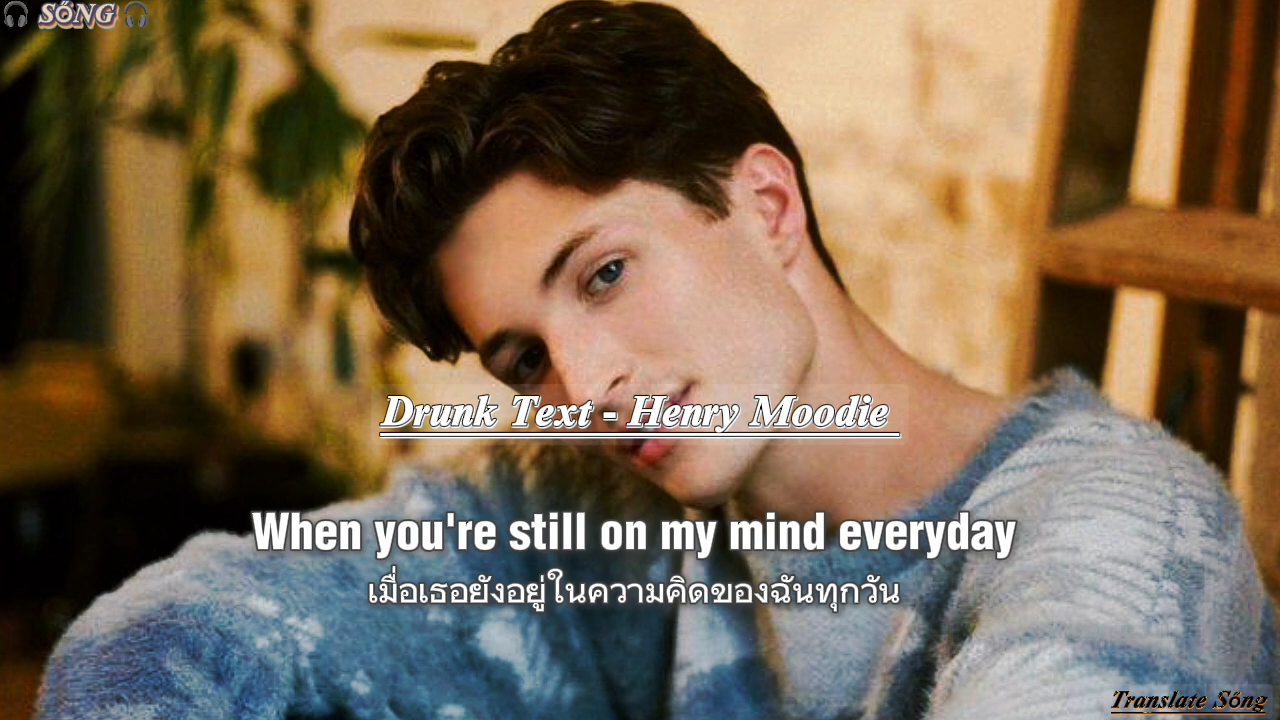 🎧 SỐNG 🎧
Drunk Text - Henry Moodie
When you're still on my mind everyday
เมื่อเธอยังอยู่ในความคิดของฉันทุกวัน
Translate Sống